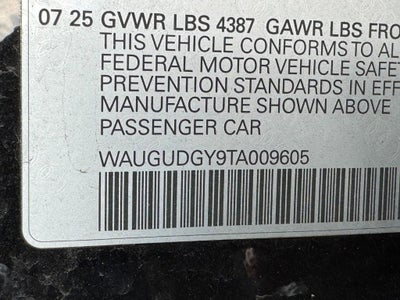 07 25 GVWR LBS 4387 GAWR LBS FRO
THIS VEHICLE CONFORMS TO AL
FEDERAL MOTOR VEHICLE SAFET
PREVENTION STANDARDS IN EFF
MANUFACTURE SHOWN ABOVE
PASSENGER CAR
WAUGUDGY9TA009605